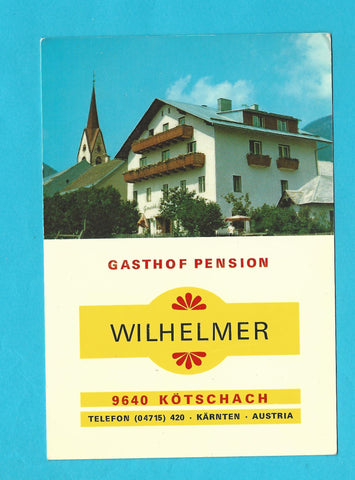 GASTHOF PENSION
WILHELMER
9640 KÖTSCHACH
TELEFON (04715) 420 · KÄRNTEN · AUSTRIA